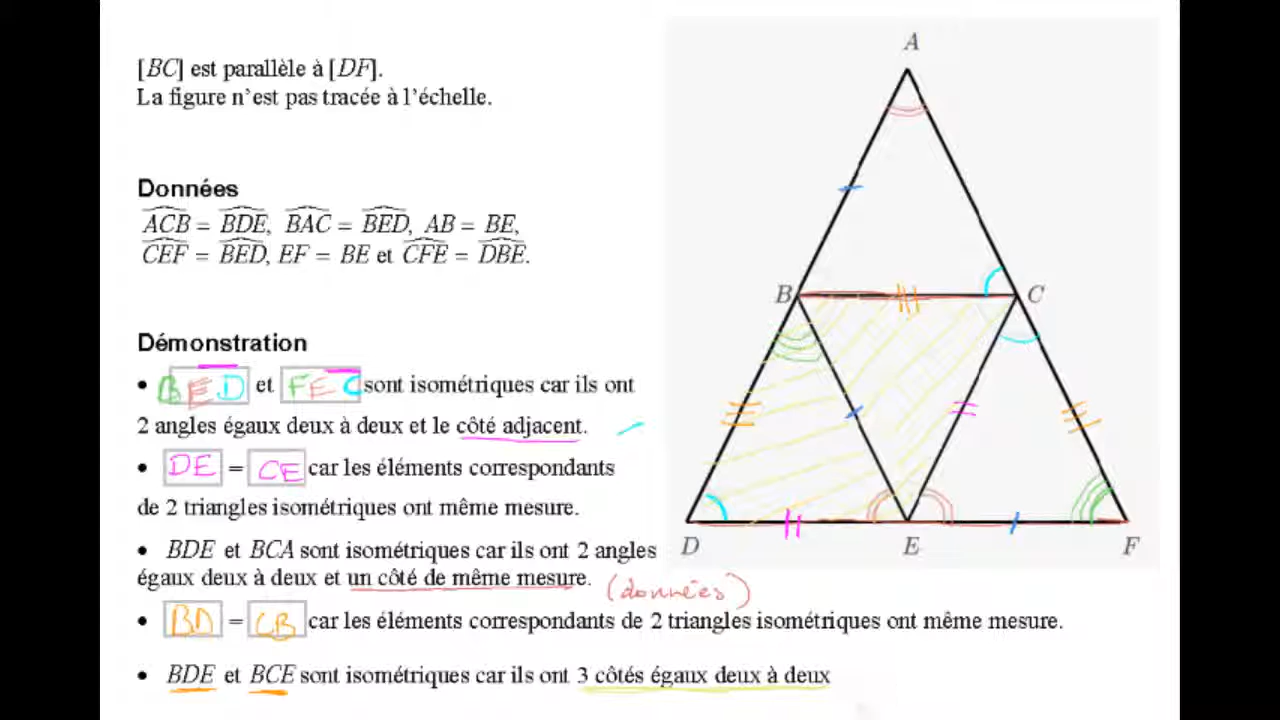 [BC] est parallèle à [DF].
La figure n'est pas tracée à l'échelle.
Données
ACB = BDE, BAC = BED, AB = BE,
CEF = BED, EF = BE et CFE = DBE.
Démonstration
• BED et FEC sont isométriques car ils ont
2 angles égaux deux à deux et le côté adjacent.
• DE = CE car les éléments correspondants
de 2 triangles isométriques ont même mesure.
• BDE et BCA sont isométriques car ils ont 2 angles
égaux deux à deux et un côté de même mesure. (données)
• BD = CB car les éléments correspondants de 2 triangles isométriques ont même mesure.
• BDE et BCE sont isométriques car ils ont 3 côtés égaux deux à deux
A
B
C
D
E
F